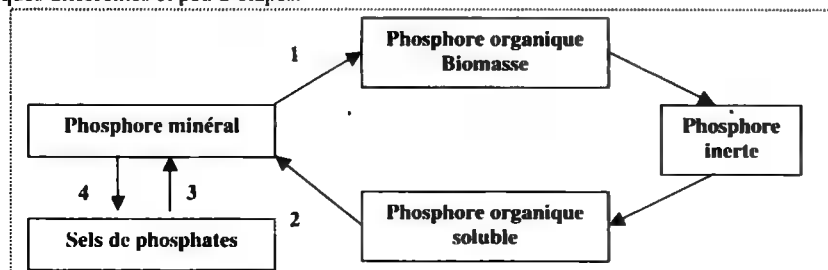 1
Phosphore organique
Biomasse
Phosphore minéral
Phosphore
inerte
4
3
2
Phosphore organique
soluble
Sels de phosphates